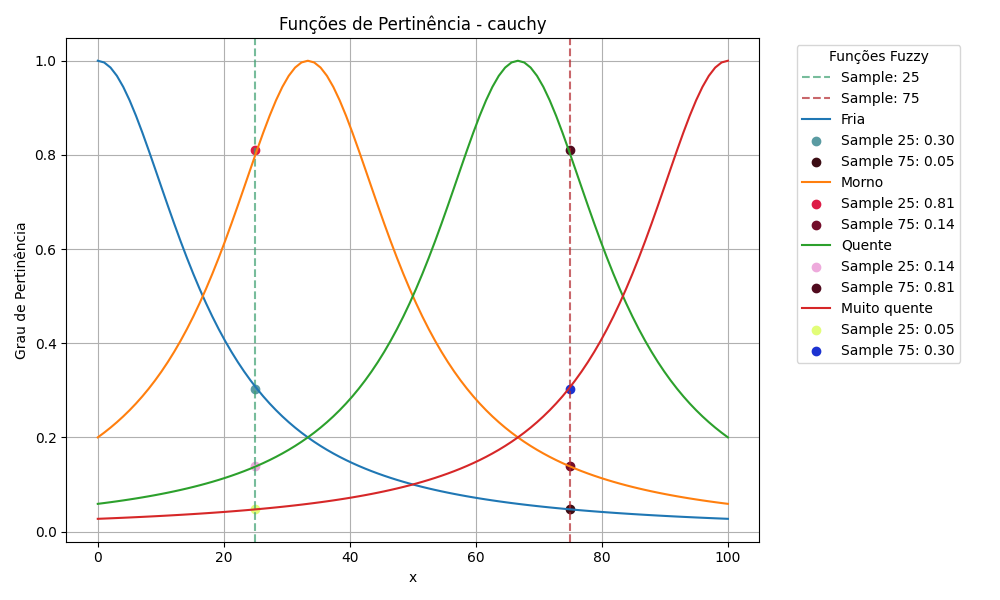 Funções de Pertinência - cauchy
Grau de Pertinência
1.0
0.8
0.6
0.4
0.2
0.0
0 20 40 60 80 100
x
Funções Fuzzy
Sample: 25
Sample: 75
Fria
Sample 25: 0.30
Sample 75: 0.05
Morno
Sample 25: 0.81
Sample 75: 0.14
Quente
Sample 25: 0.14
Sample 75: 0.81
Muito quente
Sample 25: 0.05
Sample 75: 0.30